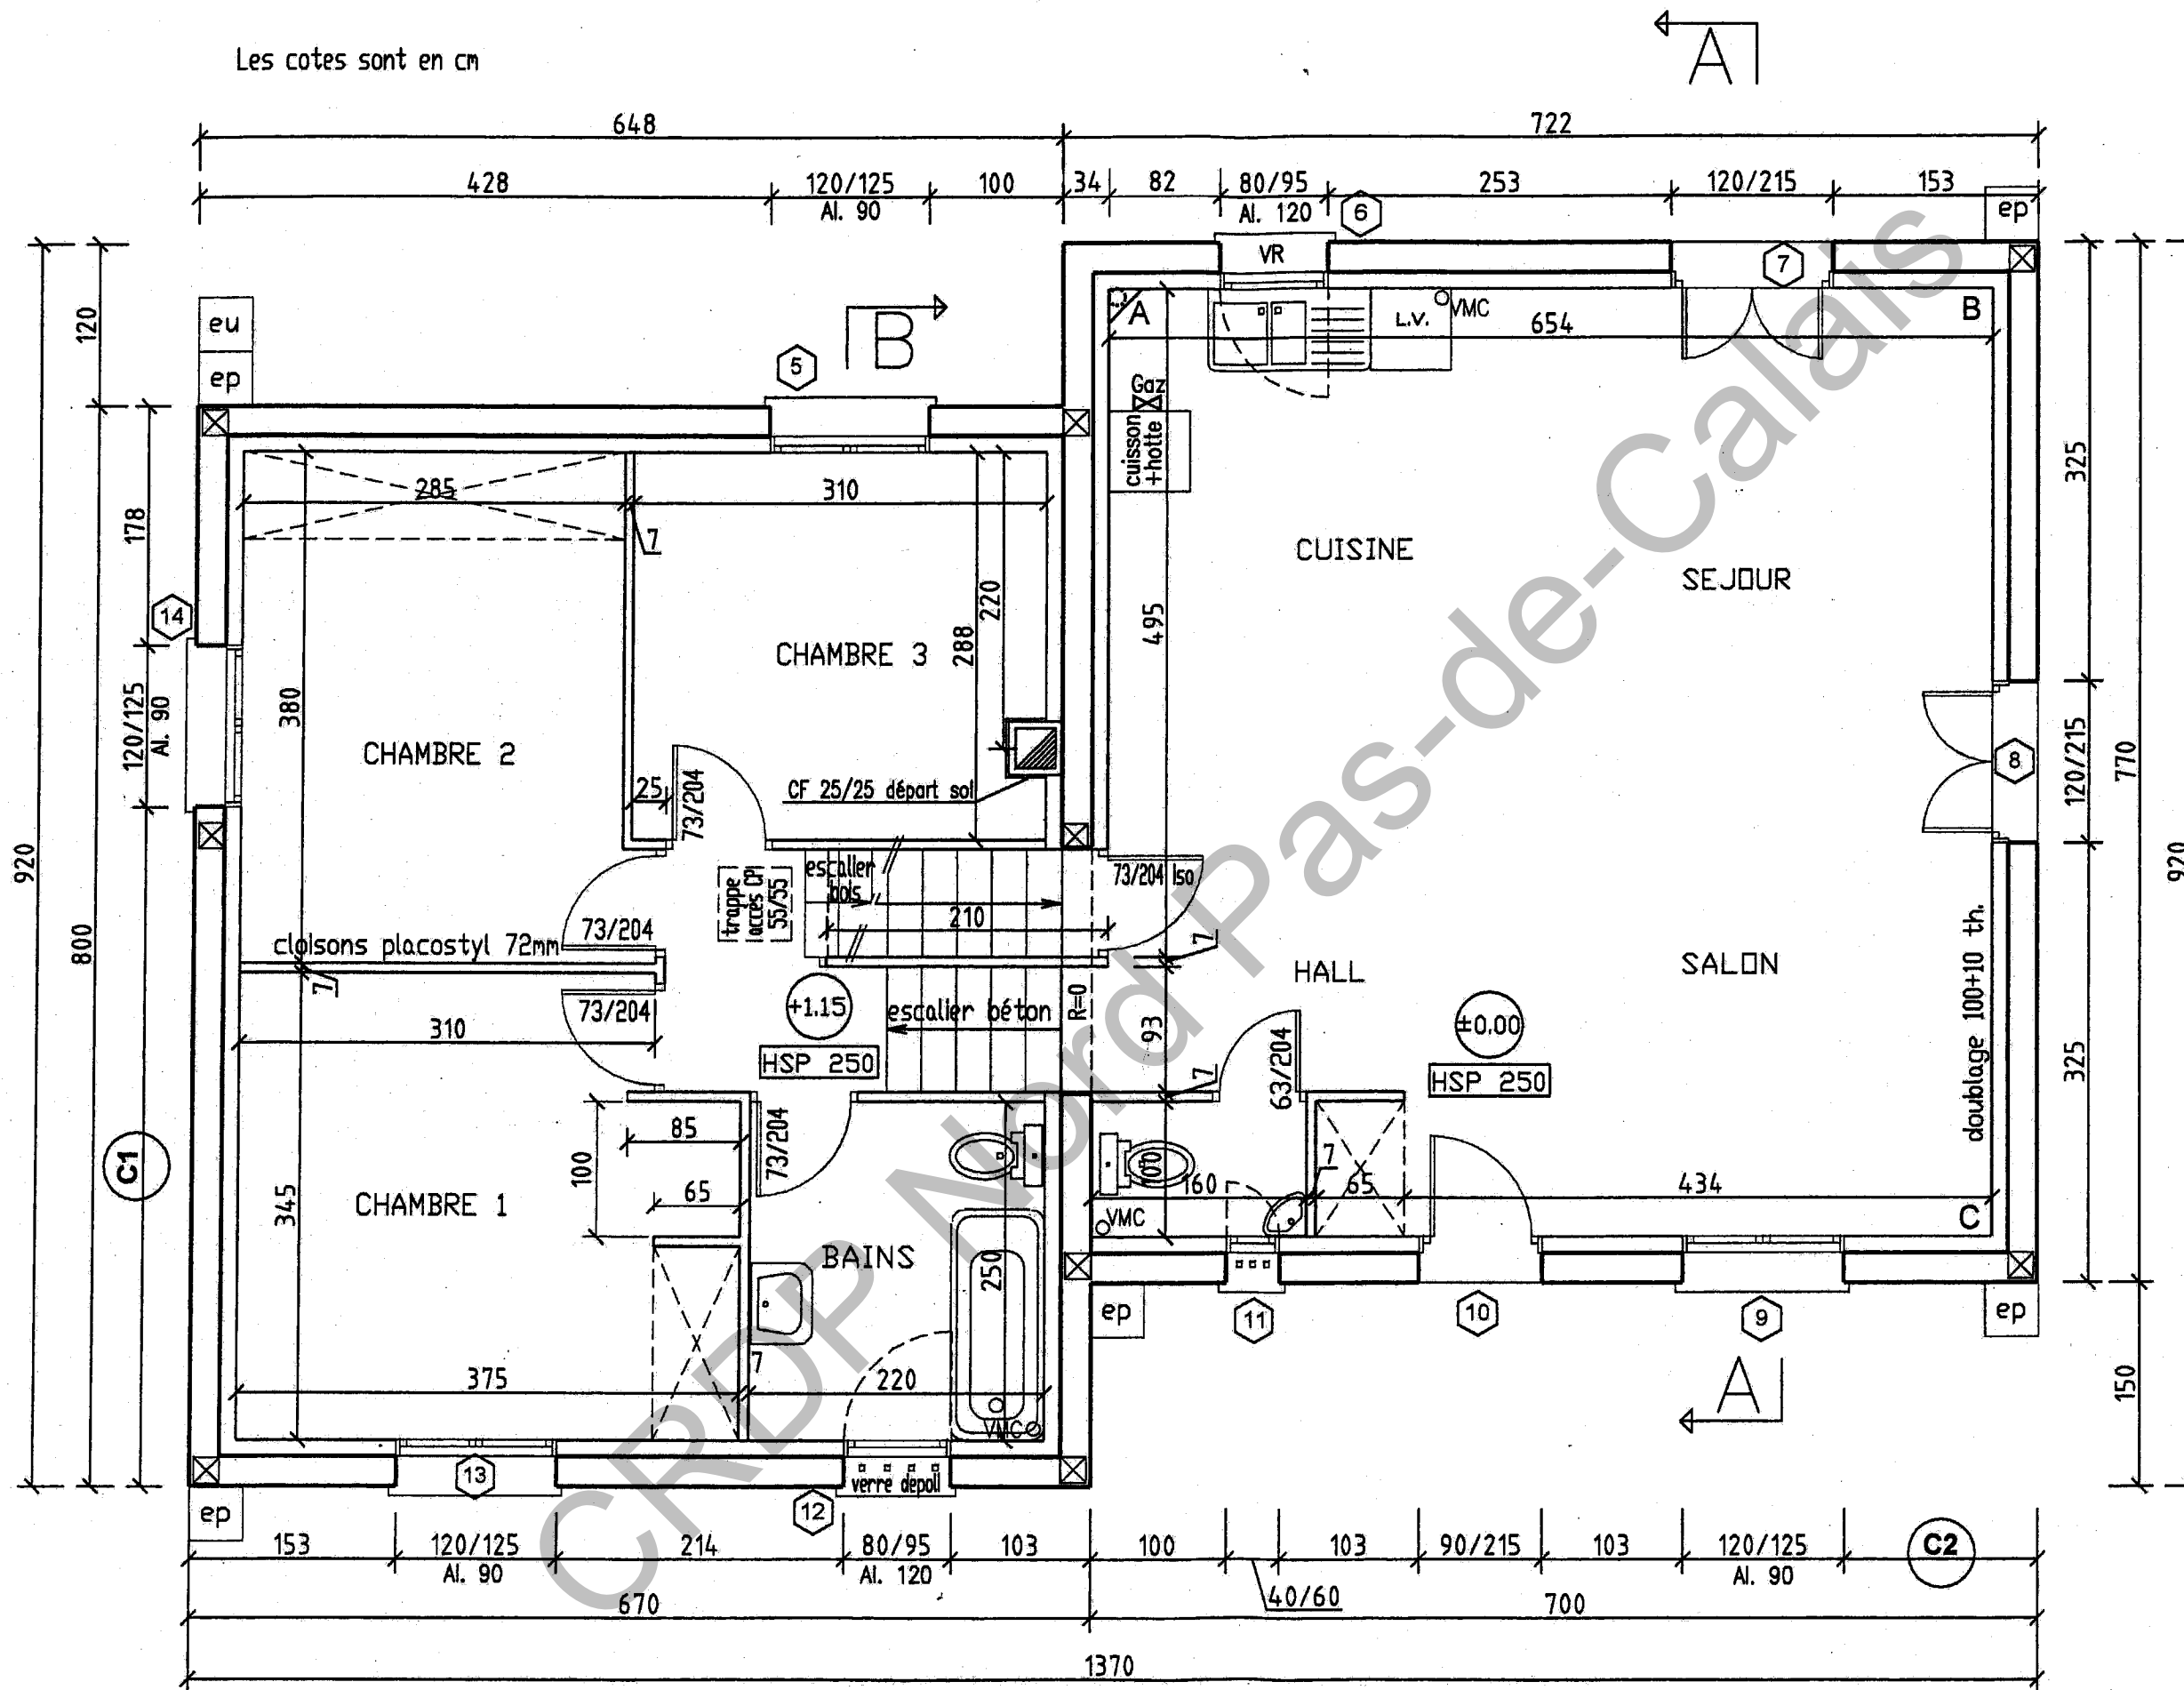 Les cotes sont en cm
A
648
722
428
120/125
Al. 90
100
34
82
80/95
Al. 120
6
253
120/215
153
ep
VR
7
eu
ep
120
B
5
A
L.V.
VMC
654
B
Gaz
cuisson
+hotte
285
310
7
178
220
325
CUISINE
SEJOUR
14
495
288
CHAMBRE 3
380
120/125
Al. 90
CHAMBRE 2
8
120/215
770
25
73/204
CF 25/25 départ sol
920
800
920
trappe
accès CPl
55/55
escalier
bois
73/204 Iso
210
73/204
cloisons placostyl 72mm
7
7
HALL
SALON
doublage 100+10 th.
73/204
+1.15
escalier béton
R=0
93
±0.00
310
HSP 250
HSP 250
63/204
7
325
C1
85
100
73/204
65
100
160
7
65
434
345
CHAMBRE 1
VMC
C
BAINS
250
ep
11
10
9
ep
150
A
375
7
220
VMC
13
12
verre depoli
ep
153
120/125
Al. 90
214
80/95
Al. 120
103
100
40/60
103
90/215
103
120/125
Al. 90
C2
670
700
1370
CRDP Nord Pas-de-Calais